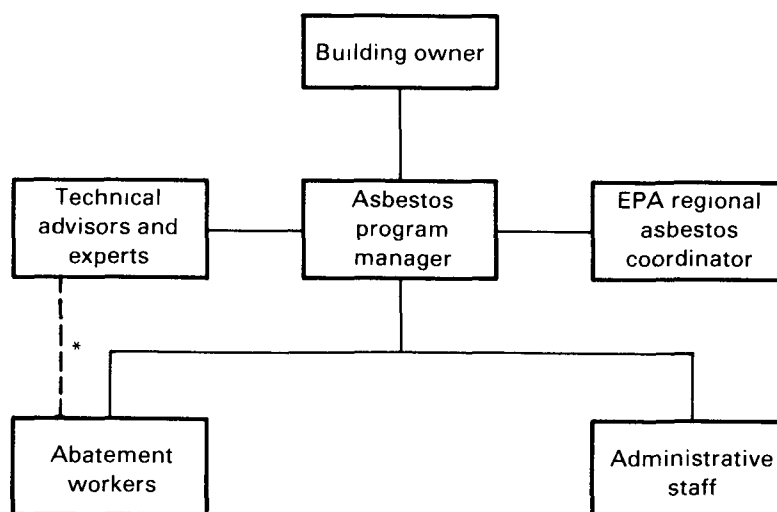 Building owner
Technical
advisors and
experts
Asbestos
program
manager
EPA regional
asbestos
coordinator
*
Abatement
workers
Administrative
staff